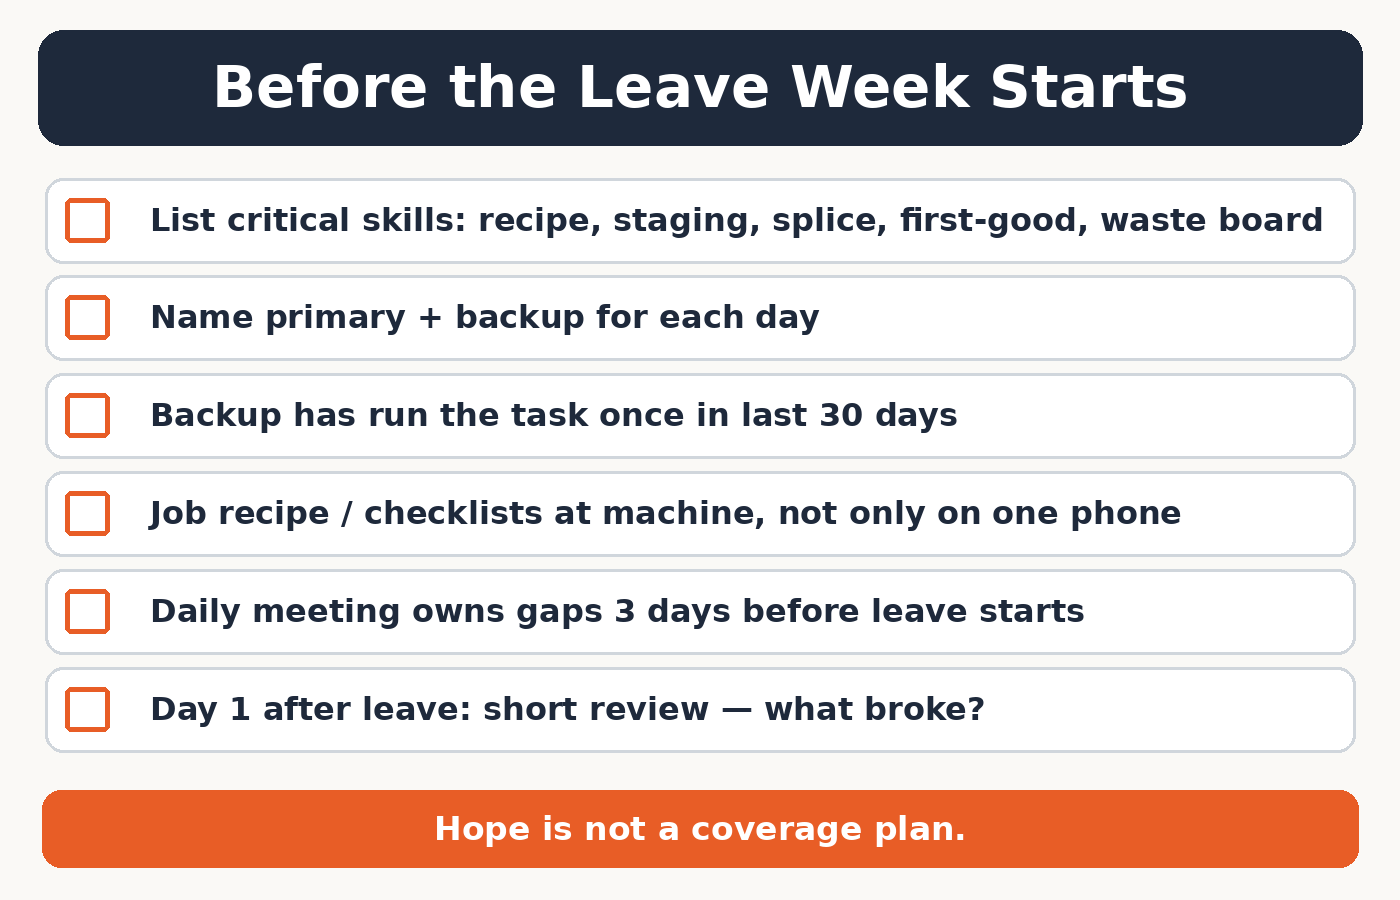 Before the Leave Week Starts
List critical skills: recipe, staging, splice, first-good, waste board
Name primary + backup for each day
Backup has run the task once in last 30 days
Job recipe / checklists at machine, not only on one phone
Daily meeting owns gaps 3 days before leave starts
Day 1 after leave: short review — what broke?
Hope is not a coverage plan.